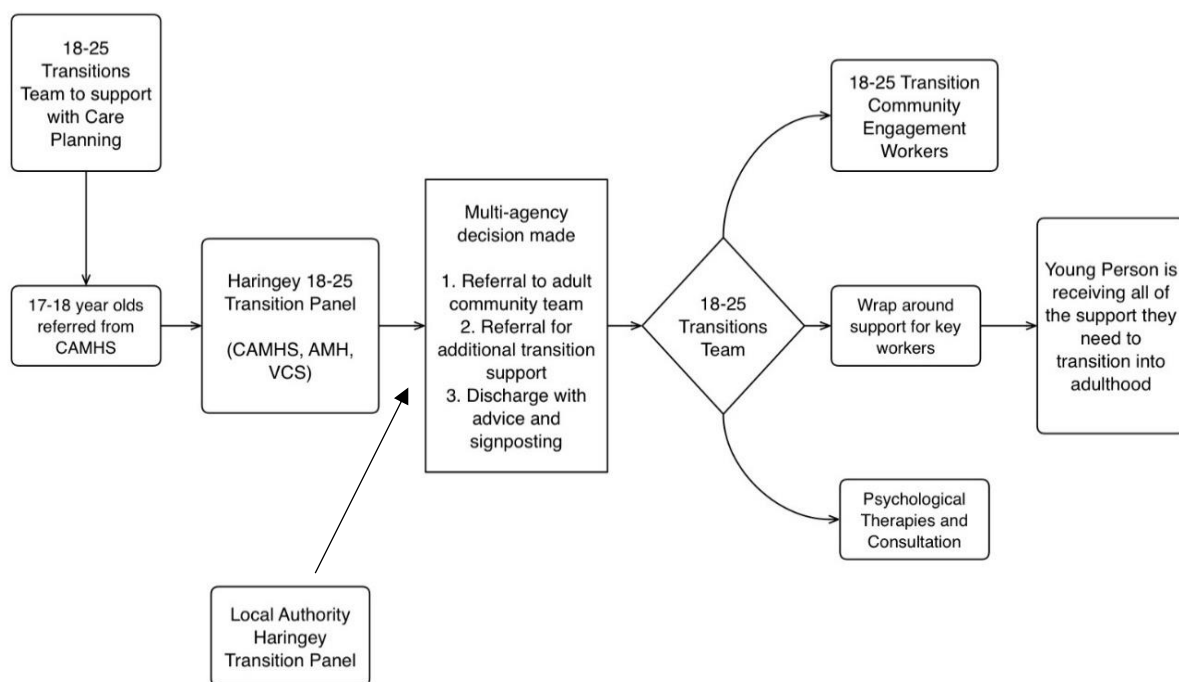 18-25
Transitions
Team to support
with Care
Planning
17-18 year olds
referred from
CAMHS
Haringey 18-25
Transition Panel
(CAMHS, AMH,
VCS)
Local Authority
Haringey
Transition Panel
Multi-agency
decision made
1. Referral to adult
community team
2. Referral for
additional transition
support
3. Discharge with
advice and
signposting
18-25
Transitions
Team
18-25 Transition
Community
Engagement
Workers
Wrap around
support for key
workers
Psychological
Therapies and
Consultation
Young Person is
receiving all of
the support they
need to
transition into
adulthood